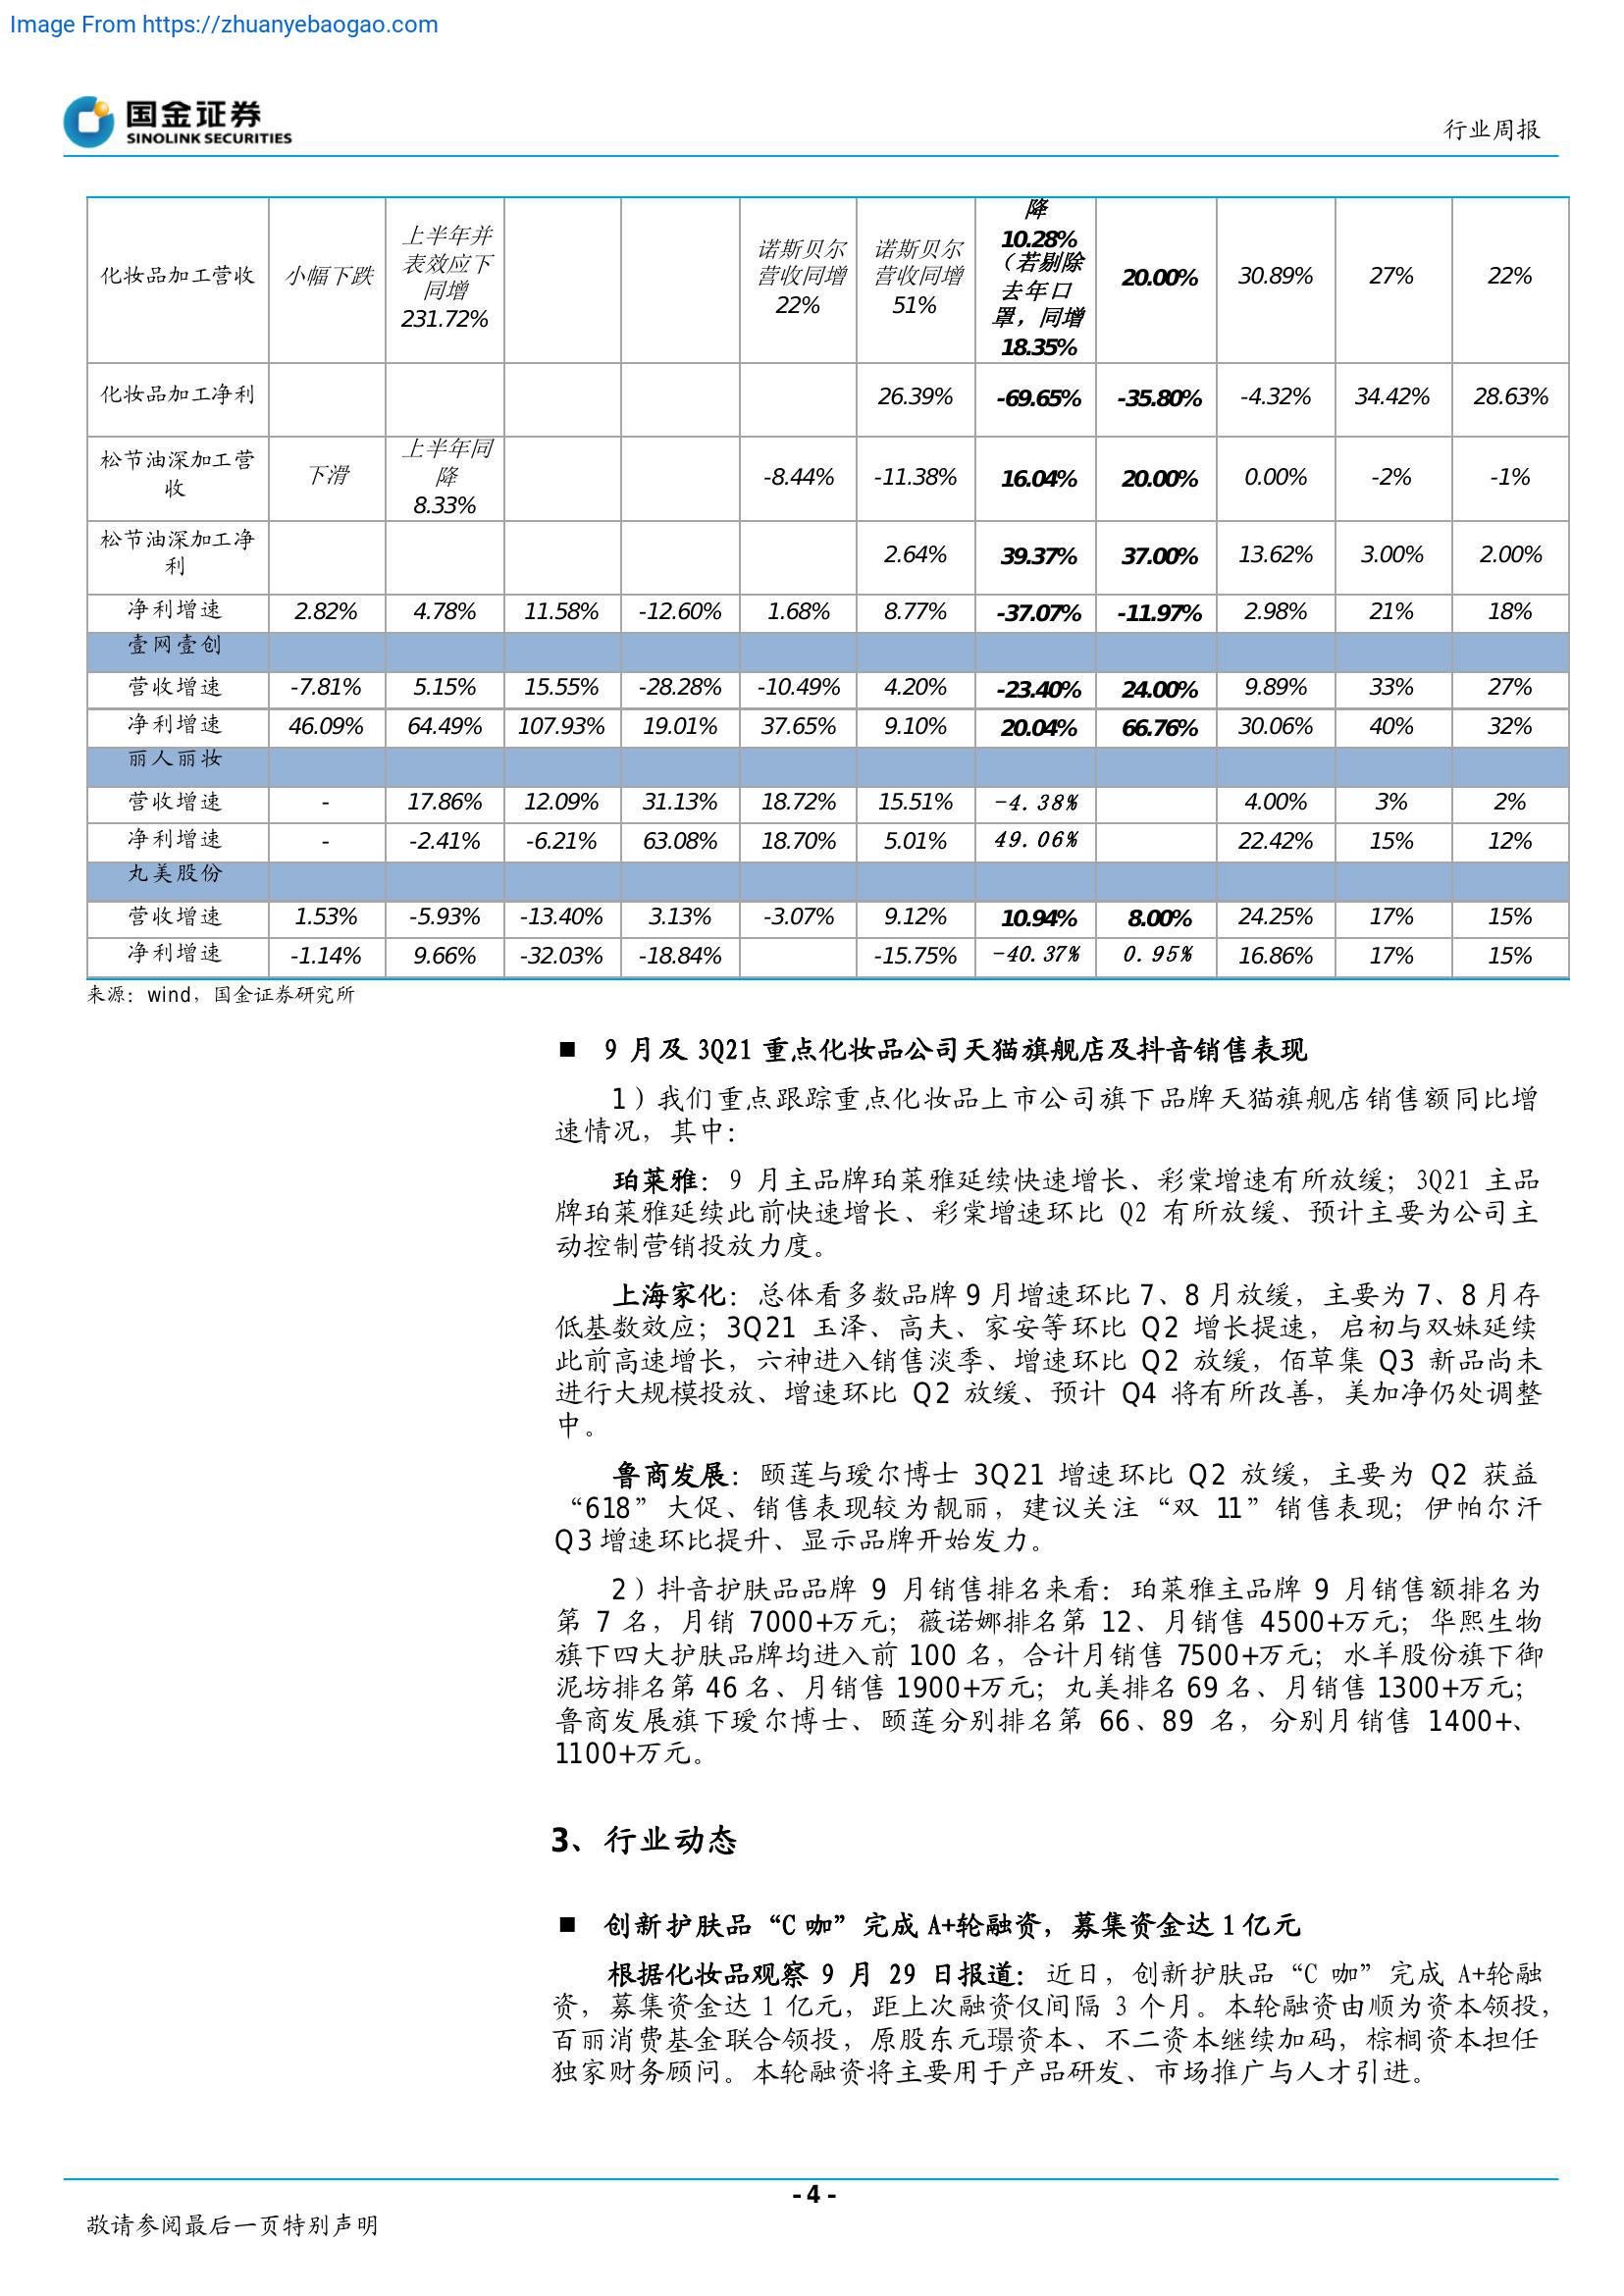 Image From https://zhuanyebaogao.com
国金证券
SINOLINK SECURITIES
行业周报
化妆品加工营收 小幅下跌 上半年并表效应下同增231.72% 诺斯贝尔营收同增22% 诺斯贝尔营收同增51% 降10.28%（若剔除去年口罩，同增18.35% 20.00% 30.89% 27% 22%
化妆品加工净利 26.39% -69.65% -35.80% -4.32% 34.42% 28.63%
松节油深加工营收 下滑 上半年同降8.33% -8.44% -11.38% 16.04% 20.00% 0.00% -2% -1%
松节油深加工净利 2.64% 39.37% 37.00% 13.62% 3.00% 2.00%
净利增速 2.82% 4.78% 11.58% -12.60% 1.68% 8.77% -37.07% -11.97% 2.98% 21% 18%
壹网壹创
营收增速 -7.81% 5.15% 15.55% -28.28% -10.49% 4.20% -23.40% 24.00% 9.89% 33% 27%
净利增速 46.09% 64.49% 107.93% 19.01% 37.65% 9.10% 20.04% 66.76% 30.06% 40% 32%
丽人丽妆
营收增速 - 17.86% 12.09% 31.13% 18.72% 15.51% -4.38% 4.00% 3% 2%
净利增速 - -2.41% -6.21% 63.08% 18.70% 5.01% 49.06% 22.42% 15% 12%
丸美股份
营收增速 1.53% -5.93% -13.40% 3.13% -3.07% 9.12% 10.94% 8.00% 24.25% 17% 15%
净利增速 -1.14% 9.66% -32.03% -18.84% -15.75% -40.37% 0.95% 16.86% 17% 15%
来源：wind，国金证券研究所
■ 9 月及 3Q21 重点化妆品公司天猫旗舰店及抖音销售表现
1）我们重点跟踪重点化妆品上市公司旗下品牌天猫旗舰店销售额同比增
速情况，其中：
珀莱雅：9 月主品牌珀莱雅延续快速增长、彩棠增速有所放缓；3Q21 主品
牌珀莱雅延续此前快速增长、彩棠增速环比 Q2 有所放缓、预计主要为公司主
动控制营销投放力度。
上海家化：总体看多数品牌 9 月增速环比 7、8 月放缓，主要为 7、8 月存
低基数效应；3Q21 玉泽、高夫、家安等环比 Q2 增长提速，启初与双妹延续
此前高速增长，六神进入销售淡季、增速环比 Q2 放缓，佰草集 Q3 新品尚未
进行大规模投放、增速环比 Q2 放缓、预计 Q4 将有所改善，美加净仍处调整
中。
鲁商发展：颐莲与瑷尔博士 3Q21 增速环比 Q2 放缓，主要为 Q2 获益
“618”大促、销售表现较为靓丽，建议关注“双 11”销售表现；伊帕尔汗
Q3 增速环比提升、显示品牌开始发力。
2）抖音护肤品品牌 9 月销售排名来看：珀莱雅主品牌 9 月销售额排名为
第 7 名，月销 7000+万元；薇诺娜排名第 12、月销售 4500+万元；华熙生物
旗下四大护肤品牌均进入前 100 名，合计月销售 7500+万元；水羊股份旗下御
泥坊排名第 46 名、月销售 1900+万元；丸美排名 69 名、月销售 1300+万元；
鲁商发展旗下瑷尔博士、颐莲分别排名第 66、89 名，分别月销售 1400+、
1100+万元。
3、行业动态
■ 创新护肤品“C 咖”完成 A+轮融资，募集资金达 1 亿元
根据化妆品观察 9 月 29 日报道：近日，创新护肤品“C 咖”完成 A+轮融
资，募集资金达 1 亿元，距上次融资仅间隔 3 个月。本轮融资由顺为资本领投，
百丽消费基金联合领投，原股东元璟资本、不二资本继续加码，棕榈资本担任
独家财务顾问。本轮融资将主要用于产品研发、市场推广与人才引进。
- 4 -
敬请参阅最后一页特别声明